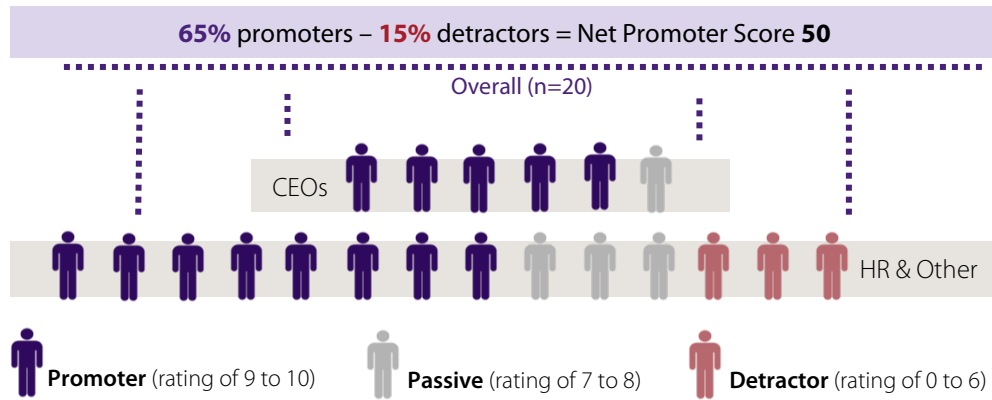 65% promoters – 15% detractors = Net Promoter Score 50
Overall (n=20)
CEOs
HR & Other
Promoter (rating of 9 to 10)
Passive (rating of 7 to 8)
Detractor (rating of 0 to 6)